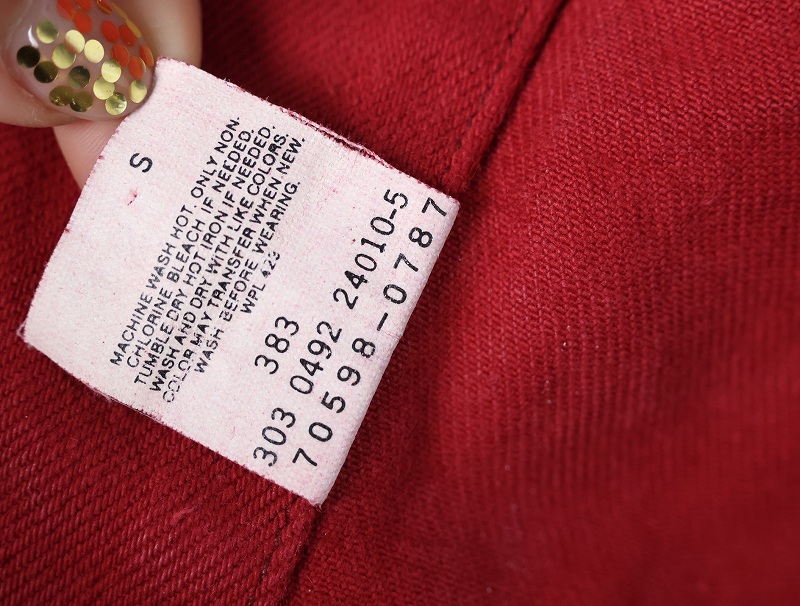 S
MACHINE WASH HOT. ONLY NON-
CHLORINE BLEACH IF NEEDED.
TUMBLE DRY. HOT IRON IF NEEDED.
WASH AND DRY WITH LIKE COLORS.
COLOR MAY TRANSFER WHEN NEW.
WASH BEFORE WEARING.
WPL 423
383
303 0492 24010-5
70598-0787